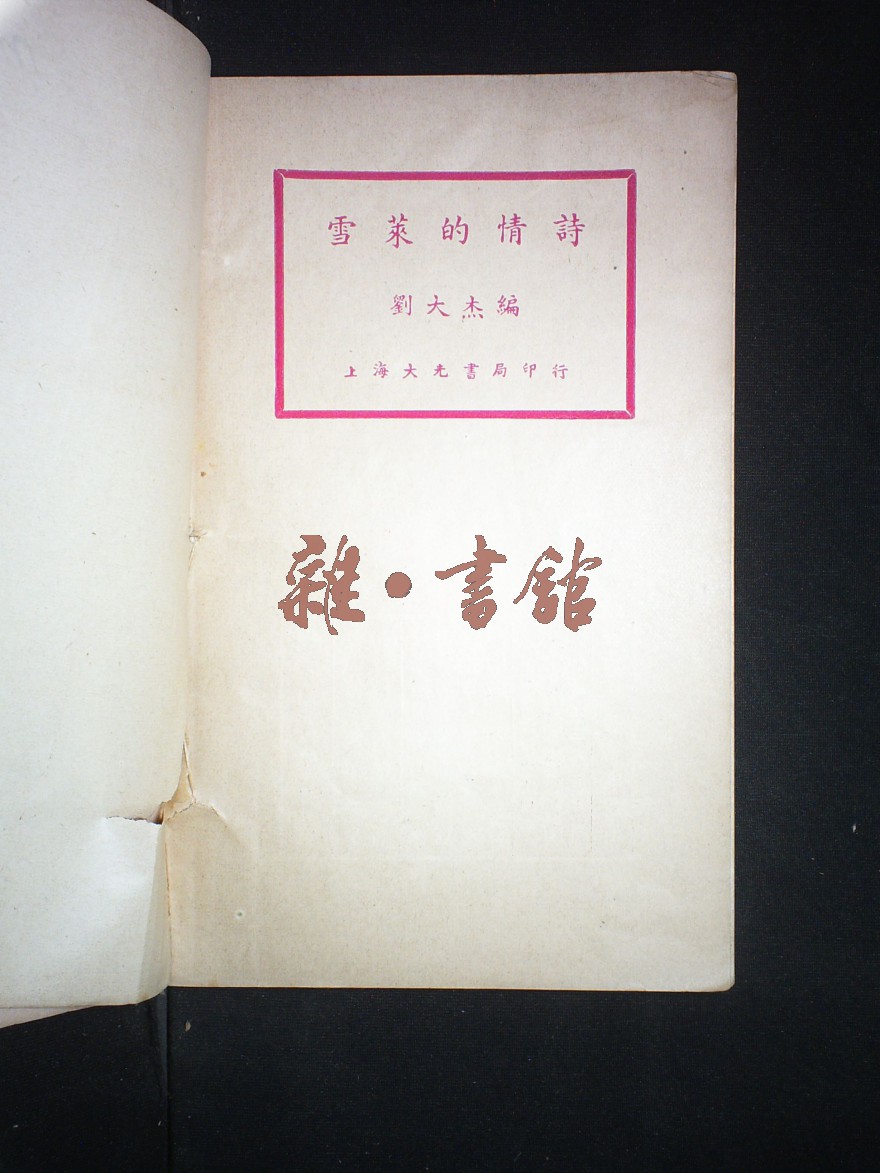 雪萊的情詩
劉大杰編
上海大光書局印行
雜·書館